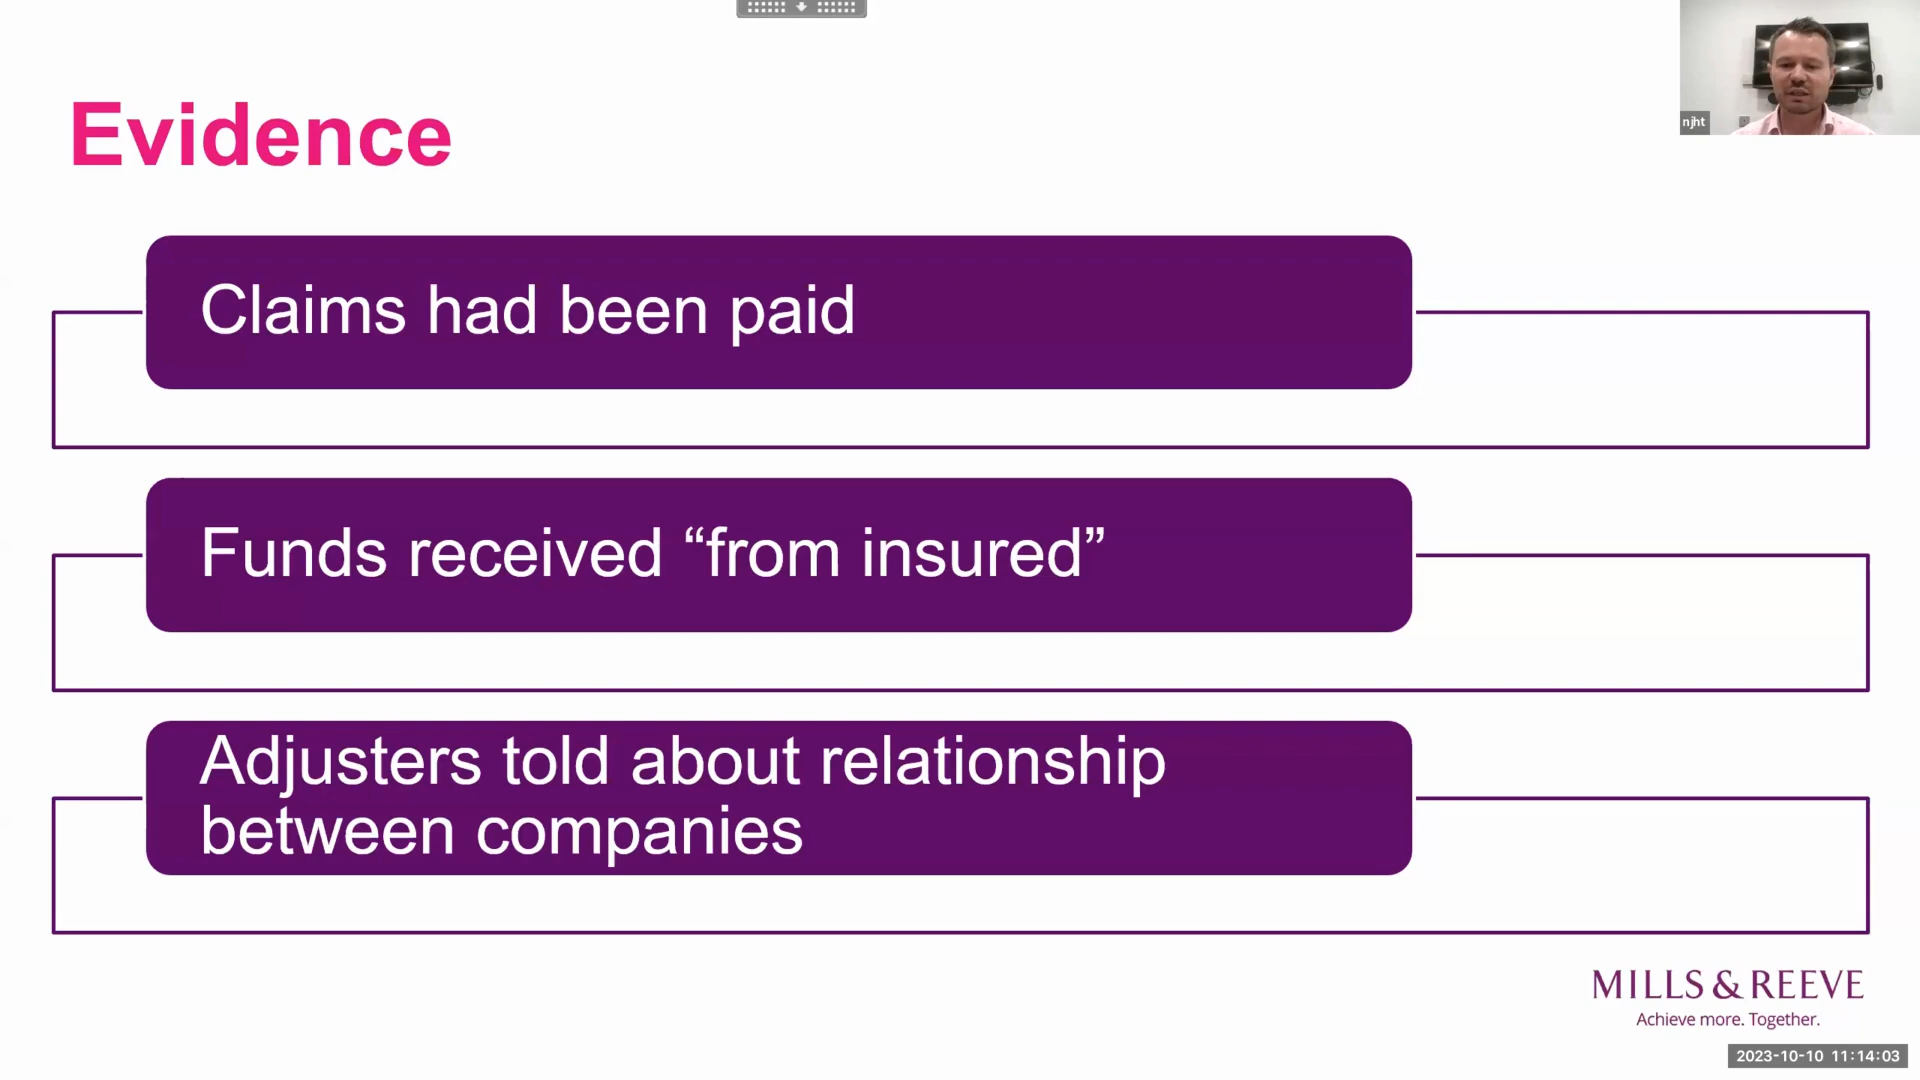 Evidence
njht
Claims had been paid
Funds received “from insured”
Adjusters told about relationship
between companies
MILLS & REEVE
Achieve more. Together.
2023-10-10 11:14:03